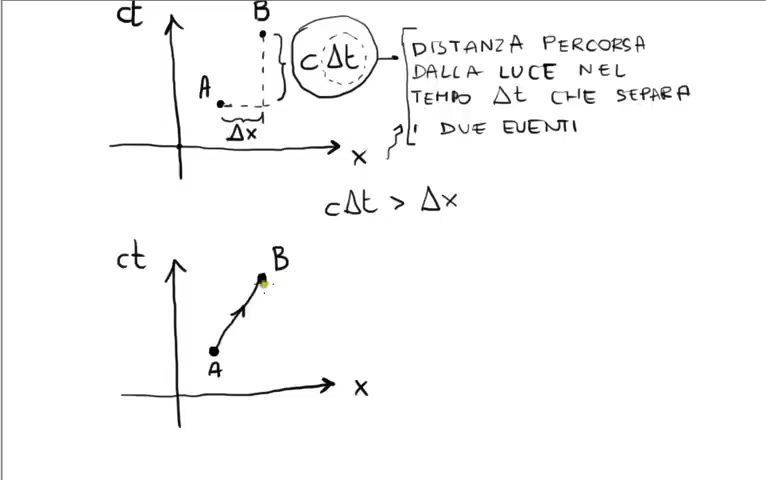 ct
B
cΔt
DISTANZA PERCORSA
DALLA LUCE NEL
TEMPO Δt CHE SEPARA
I DUE EVENTI
A
Δx
x
cΔt > Δx
ct
B
A
x